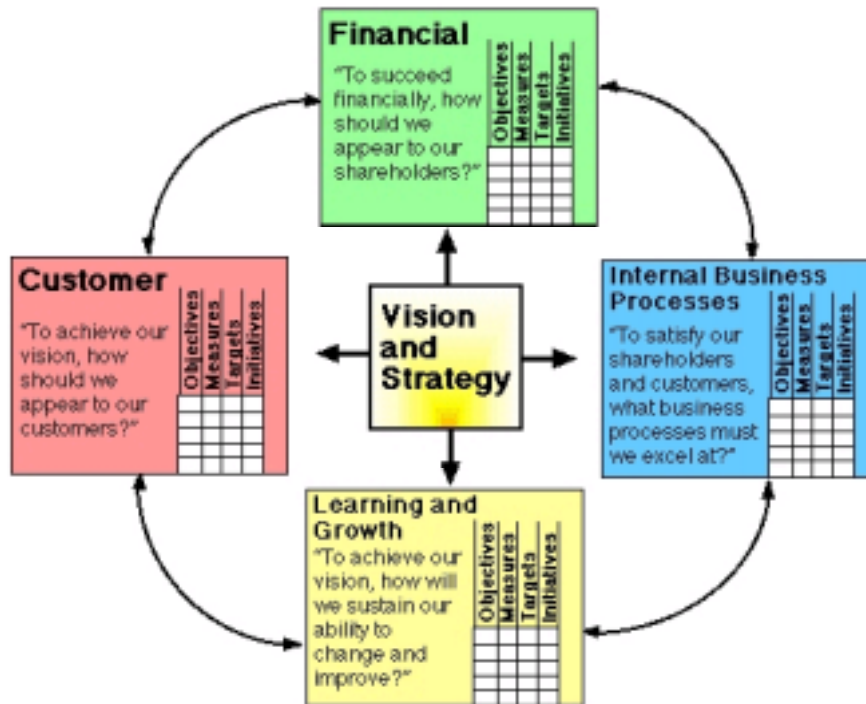 Financial
“To succeed
financially, how
should we
appear to our
shareholders?”
Objectives
Measures
Targets
Initiatives
Customer
“To achieve our
vision, how
should we
appear to our
customers?”
Objectives
Measures
Targets
Initiatives
Vision
and
Strategy
Internal Business
Processes
“To satisfy our
shareholders
and customers,
what business
processes must
we excel at?”
Objectives
Measures
Targets
Initiatives
Learning and
Growth
“To achieve our
vision, how will
we sustain our
ability to
change and
improve?”
Objectives
Measures
Targets
Initiatives